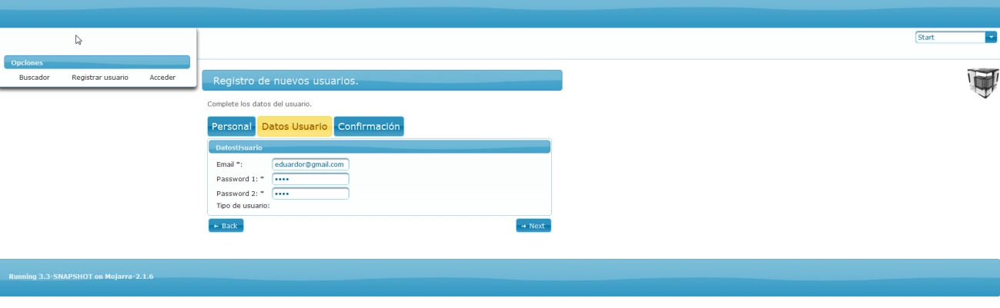 Start
Opciones
Buscador Registrar usuario Acceder
Registro de nuevos usuarios.
Complete los datos del usuario.
Personal Datos Usuario Confirmación
DatosUsuario
Email *: eduardor@gmail.com
Password 1: * ••••
Password 2: * ••••
Tipo de usuario:
← Back → Next
Running 3.3-SNAPSHOT on Mojarra-2.1.6